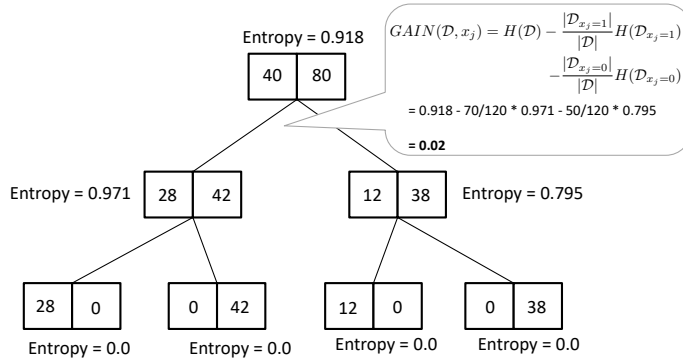 Entropy = 0.918
40 80
GAIN(𝒟, x_j) = H(𝒟) − |𝒟_{x_j=1}|/|𝒟| H(𝒟_{x_j=1})
− |𝒟_{x_j=0}|/|𝒟| H(𝒟_{x_j=0})
= 0.918 - 70/120 * 0.971 - 50/120 * 0.795
= 0.02
Entropy = 0.971 28 42 12 38 Entropy = 0.795
28 0 0 42 12 0 0 38
Entropy = 0.0 Entropy = 0.0 Entropy = 0.0 Entropy = 0.0